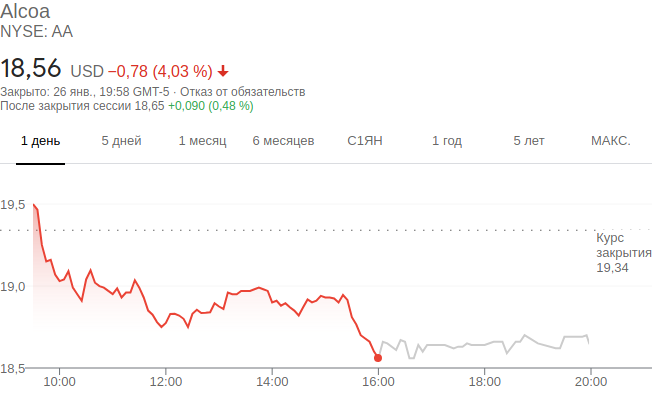 Alcoa
NYSE: AA
18,56 USD −0,78 (4,03 %)
Закрыто: 26 янв., 19:58 GMT-5 · Отказ от обязательств
После закрытия сессии 18,65 +0,090 (0,48 %)
1 день 5 дней 1 месяц 6 месяцев С1ЯН 1 год 5 лет МАКС.
19,5
Курс
закрытия
19,34
19,0
18,5
10:00 12:00 14:00 16:00 18:00 20:00